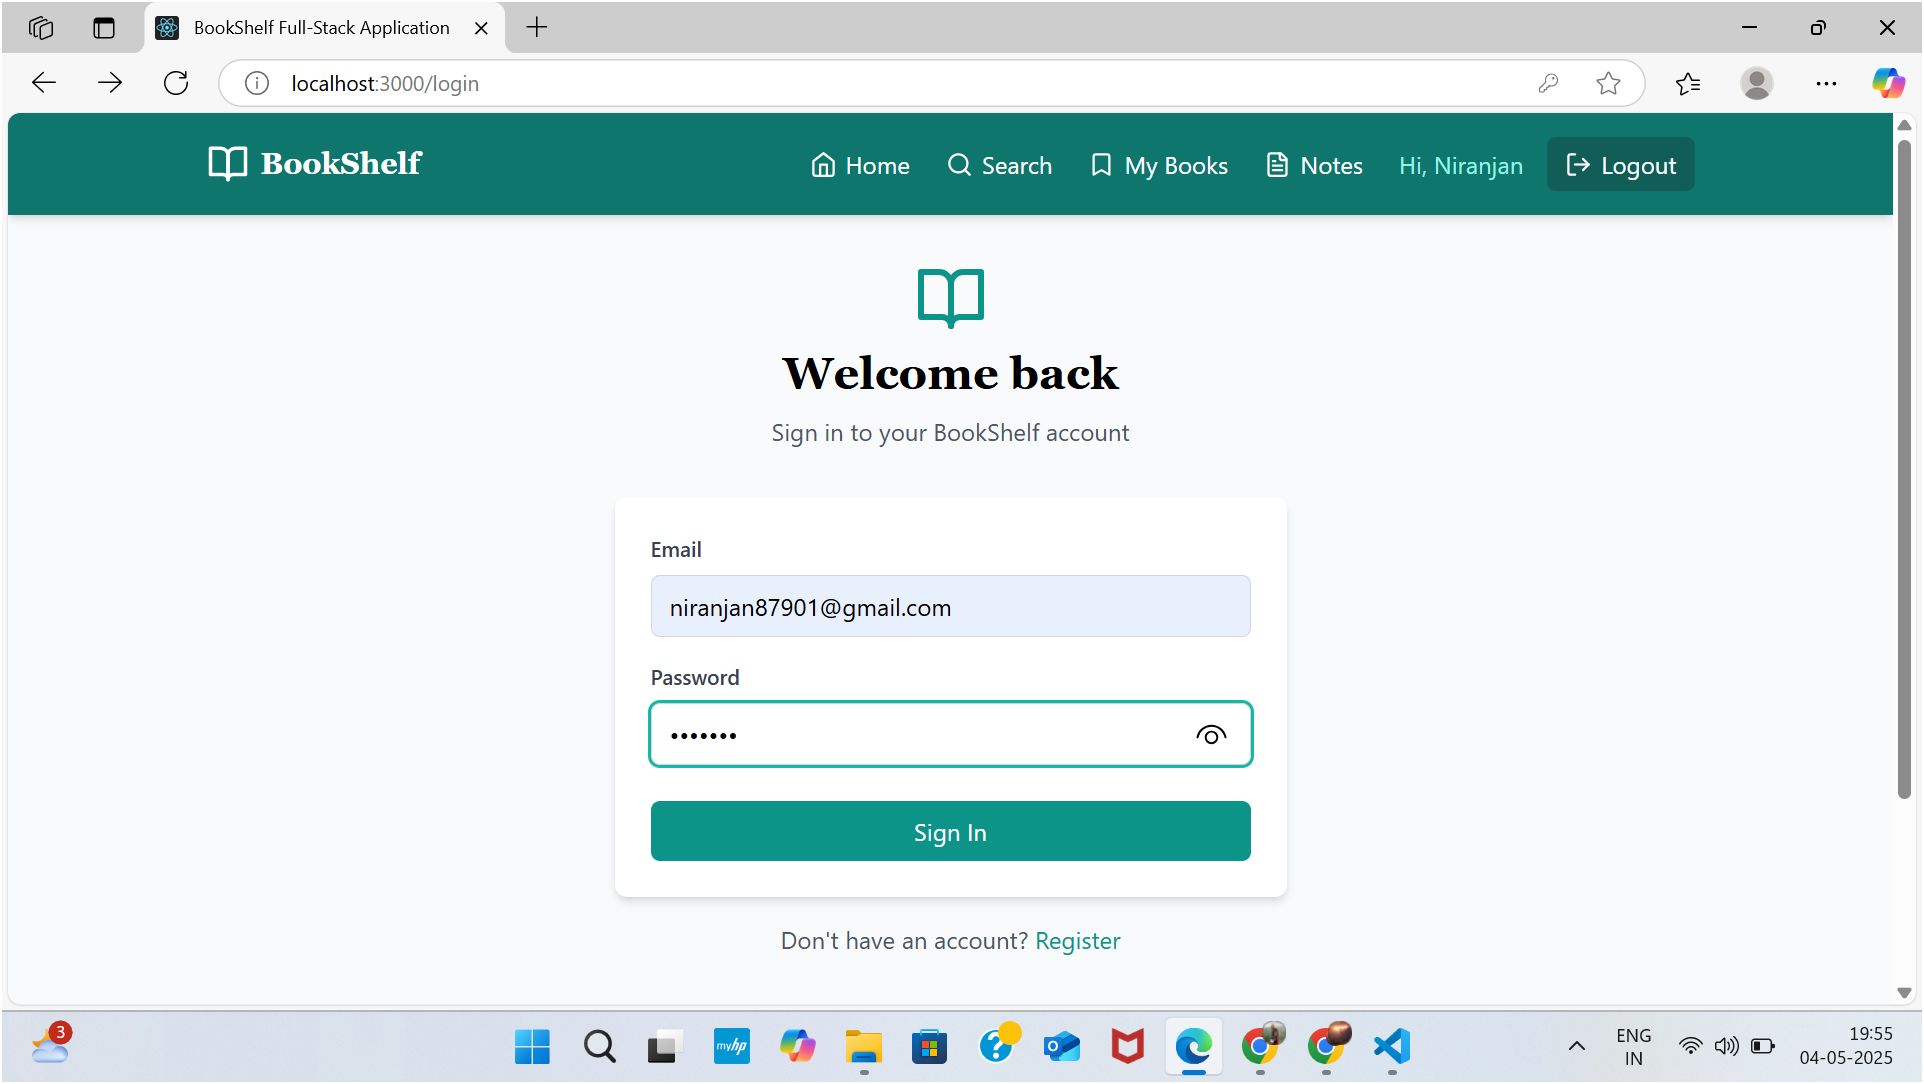 BookShelf Full-Stack Application
localhost:3000/login
BookShelf
Home
Search
My Books
Notes
Hi, Niranjan
Logout
Welcome back
Sign in to your BookShelf account
Email
niranjan87901@gmail.com
Password
•••••••
Sign In
Don't have an account? Register
3
myhp
ENG
IN
19:55
04-05-2025